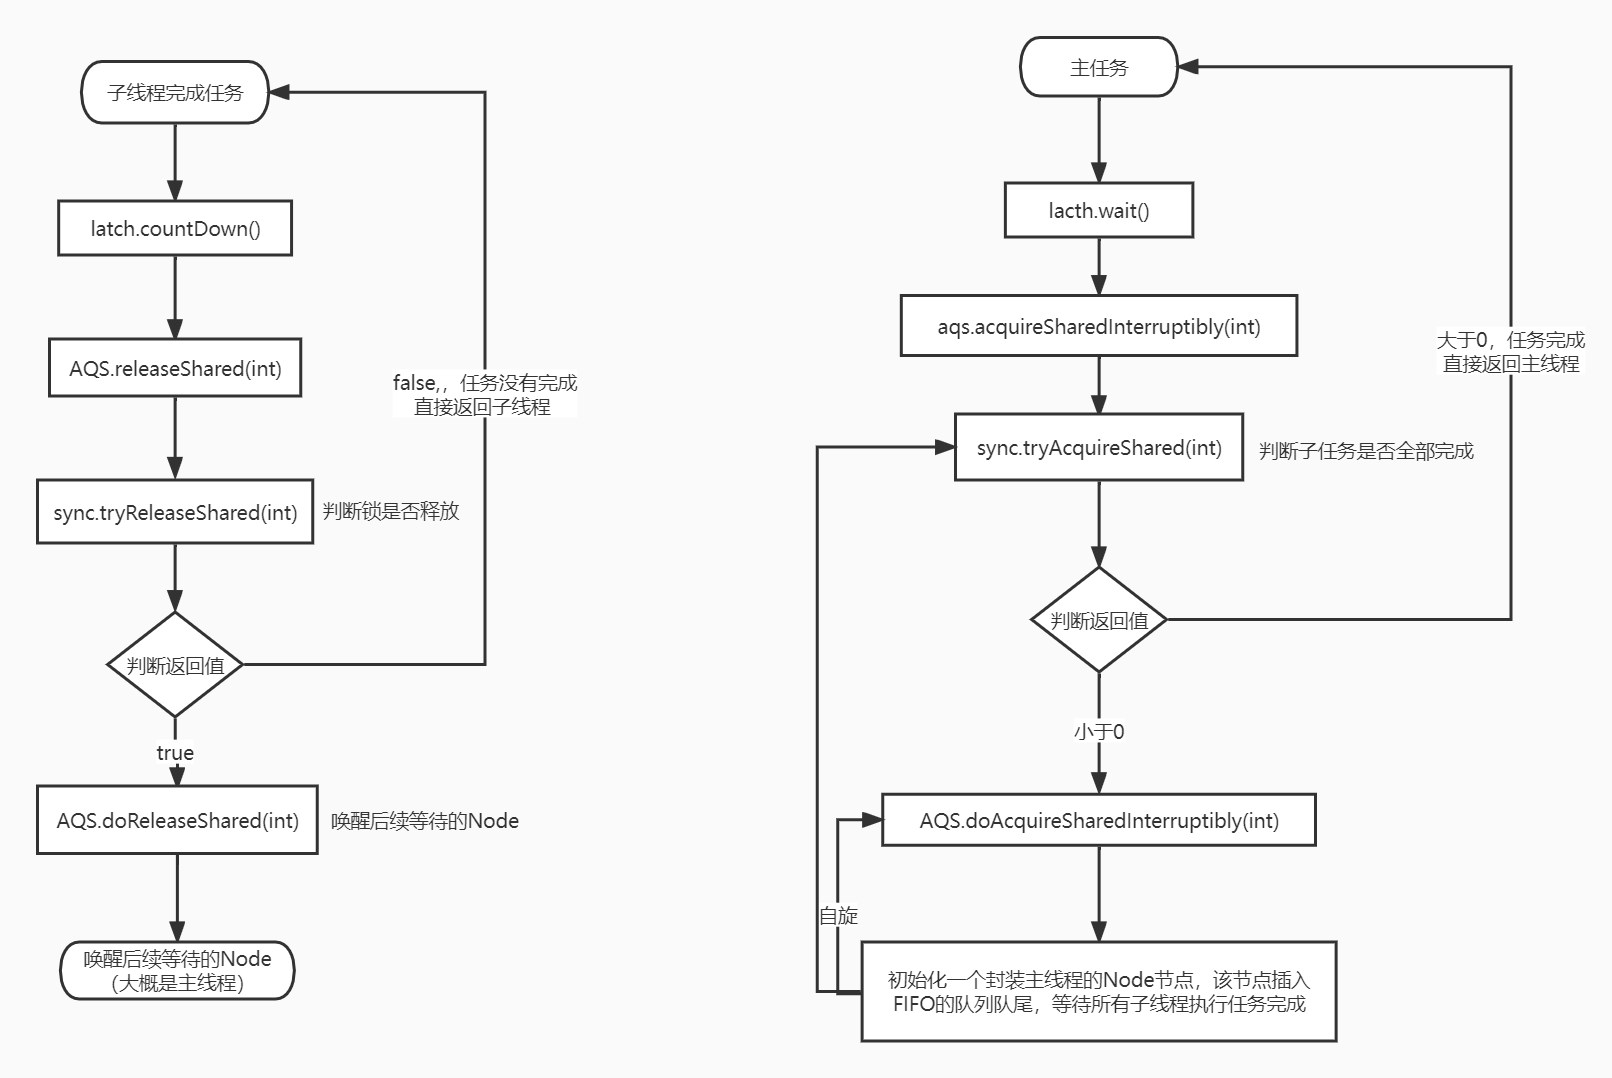 子线程完成任务
latch.countDown()
AQS.releaseShared(int)
false,，任务没有完成
直接返回子线程
sync.tryReleaseShared(int)
判断锁是否释放
判断返回值
true
AQS.doReleaseShared(int)
唤醒后续等待的Node
唤醒后续等待的Node
（大概是主线程）
主任务
lacth.wait()
aqs.acquireSharedInterruptibly(int)
大于0，任务完成
直接返回主线程
sync.tryAcquireShared(int)
判断子任务是否全部完成
判断返回值
小于0
AQS.doAcquireSharedInterruptibly(int)
自旋
初始化一个封装主线程的Node节点，该节点插入
FIFO的队列队尾，等待所有子线程执行任务完成